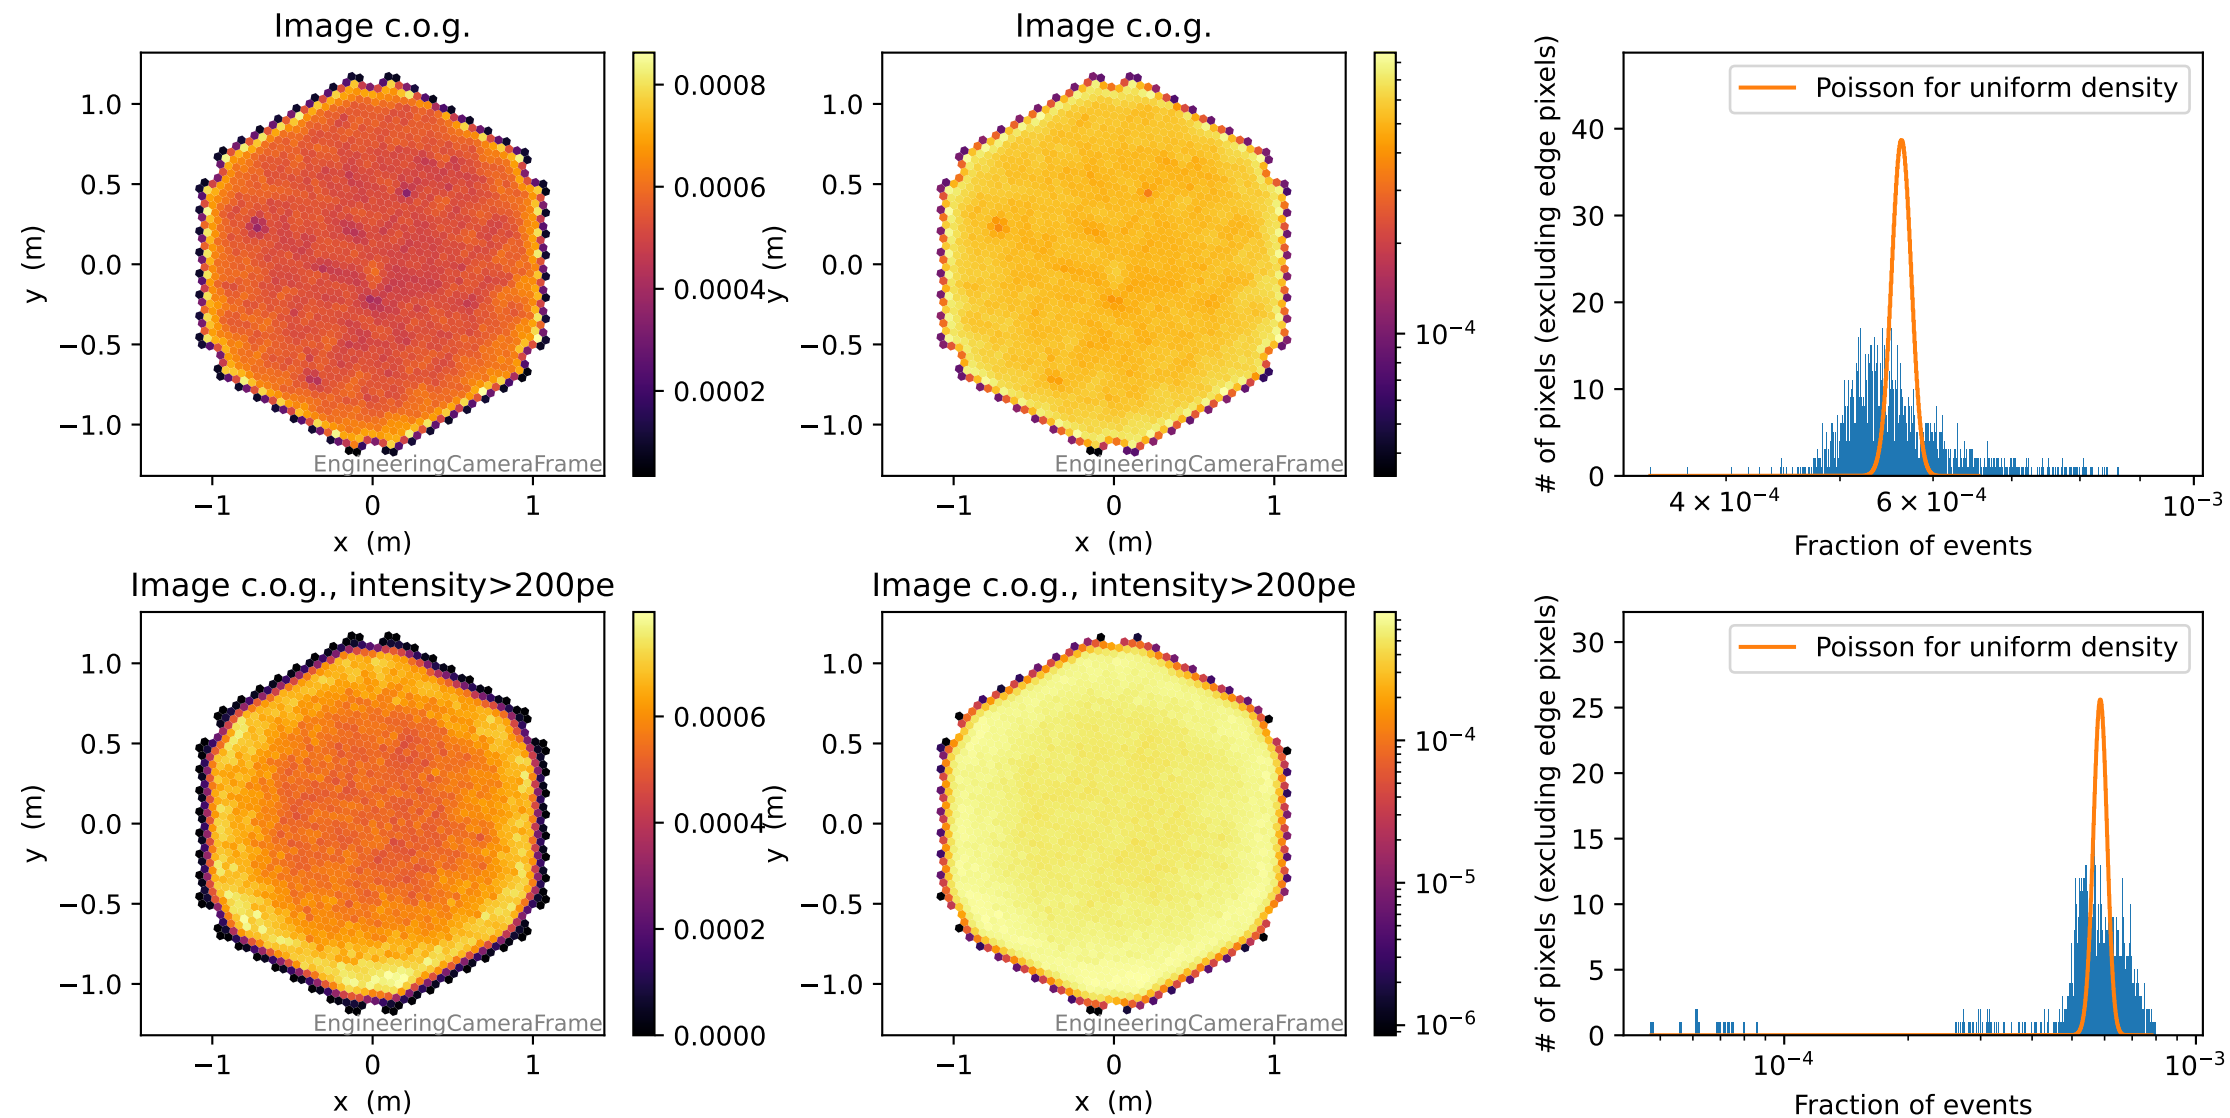 Image c.o.g.
1.0
0.5
0.0
−0.5
−1.0
y (m)
−1 0 1
x (m)
EngineeringCameraFrame
0.0008
0.0006
0.0004
0.0002
Image c.o.g.
1.0
0.5
0.0
−0.5
−1.0
y (m)
−1 0 1
x (m)
EngineeringCameraFrame
10⁻⁴
Poisson for uniform density
# of pixels (excluding edge pixels)
40
30
20
10
0
4 × 10⁻⁴ 6 × 10⁻⁴ 10⁻³
Fraction of events
Image c.o.g., intensity>200pe
1.0
0.5
0.0
−0.5
−1.0
y (m)
−1 0 1
x (m)
EngineeringCameraFrame
0.0006
0.0004
0.0002
0.0000
Image c.o.g., intensity>200pe
1.0
0.5
0.0
−0.5
−1.0
y (m)
−1 0 1
x (m)
EngineeringCameraFrame
10⁻⁴
10⁻⁵
10⁻⁶
Poisson for uniform density
# of pixels (excluding edge pixels)
30
25
20
15
10
5
0
10⁻⁴ 10⁻³
Fraction of events